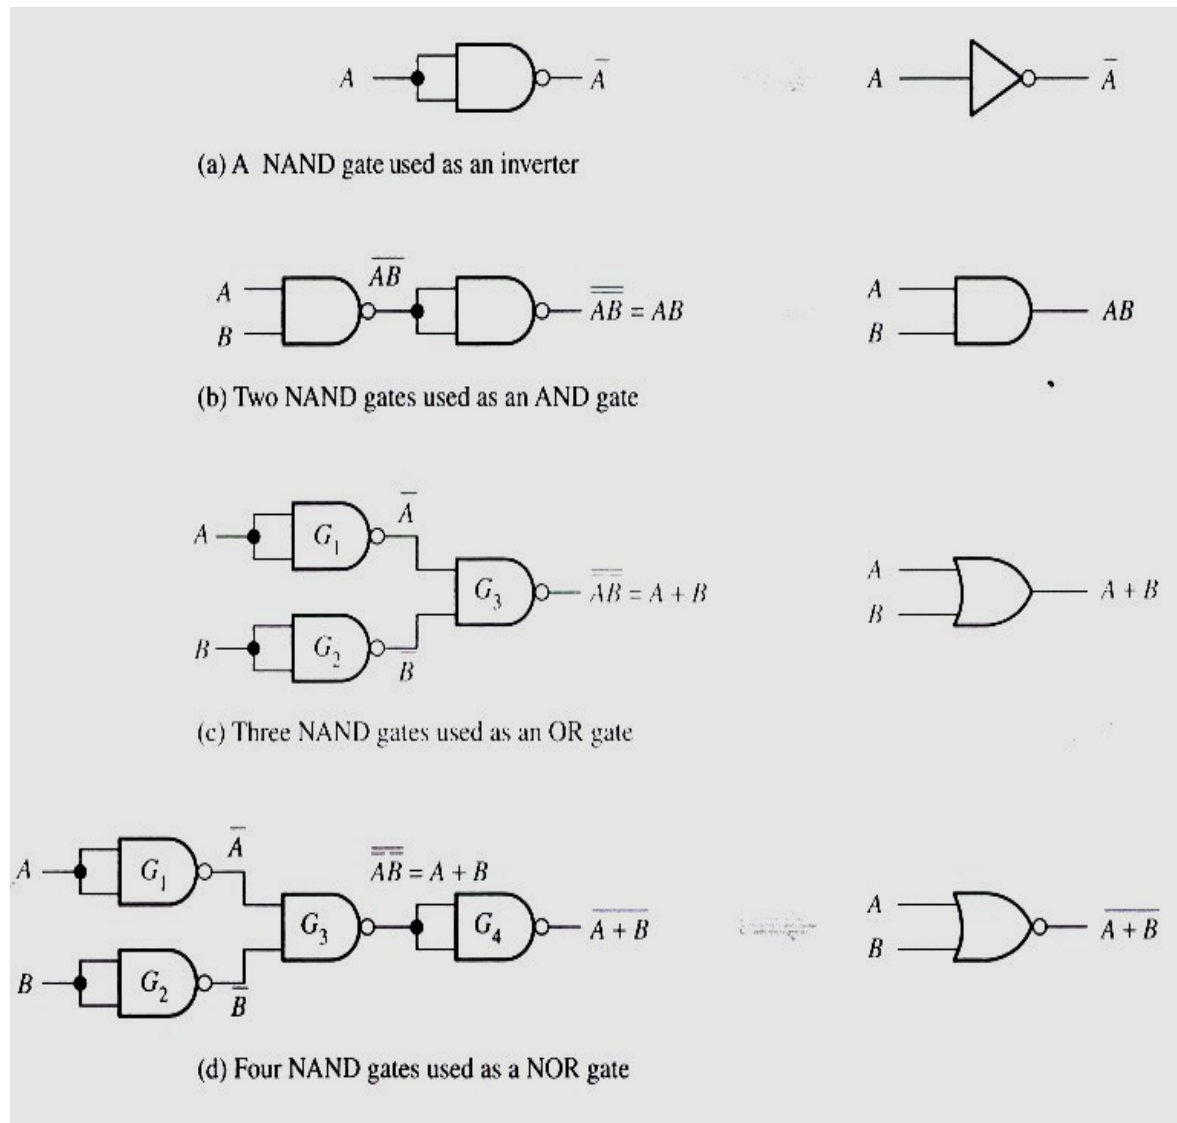 A A̅ A A̅
(a) A NAND gate used as an inverter
A̅B̅
A A̿B̿ = AB A AB
B B
(b) Two NAND gates used as an AND gate
A̅
A G₁ A
G₃ A̿B̿ = A + B A + B
B G₂ B
B̅
(c) Three NAND gates used as an OR gate
A̅ A̿B̿ = A + B
A G₁ A
G₃ G₄ A̅ ̅+̅ ̅B̅ A̅ ̅+̅ ̅B̅
B G₂ B
B̅
(d) Four NAND gates used as a NOR gate